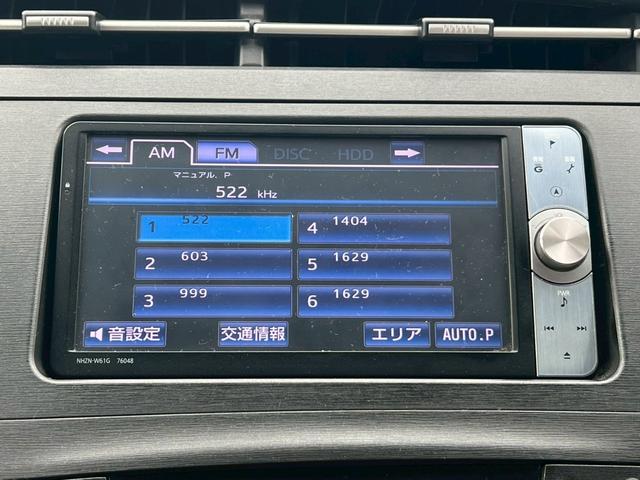 AM FM DISC HDD
マニュアル．P
522 kHz
1 522
4 1404
2 603
5 1629
3 999
6 1629
音設定 交通情報 エリア AUTO.P
NHZN-W61G 76048
G
PWR